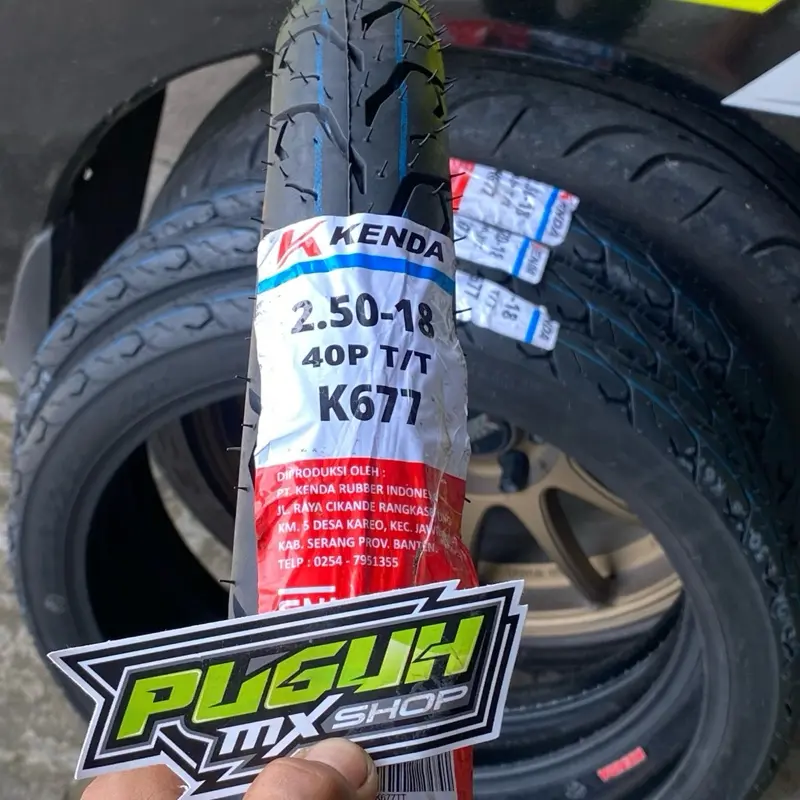 KENDA
2.50-18
40P T/T
K677
DIPRODUKSI OLEH :
PT. KENDA RUBBER INDONE
JL. RAYA CIKANDE RANGKAS
KM. 5 DESA KAREO, KEC. JAW
KAB. SERANG PROV. BANTEN
TELP : 0254 - 7951355
PUGUH
MX SHOP